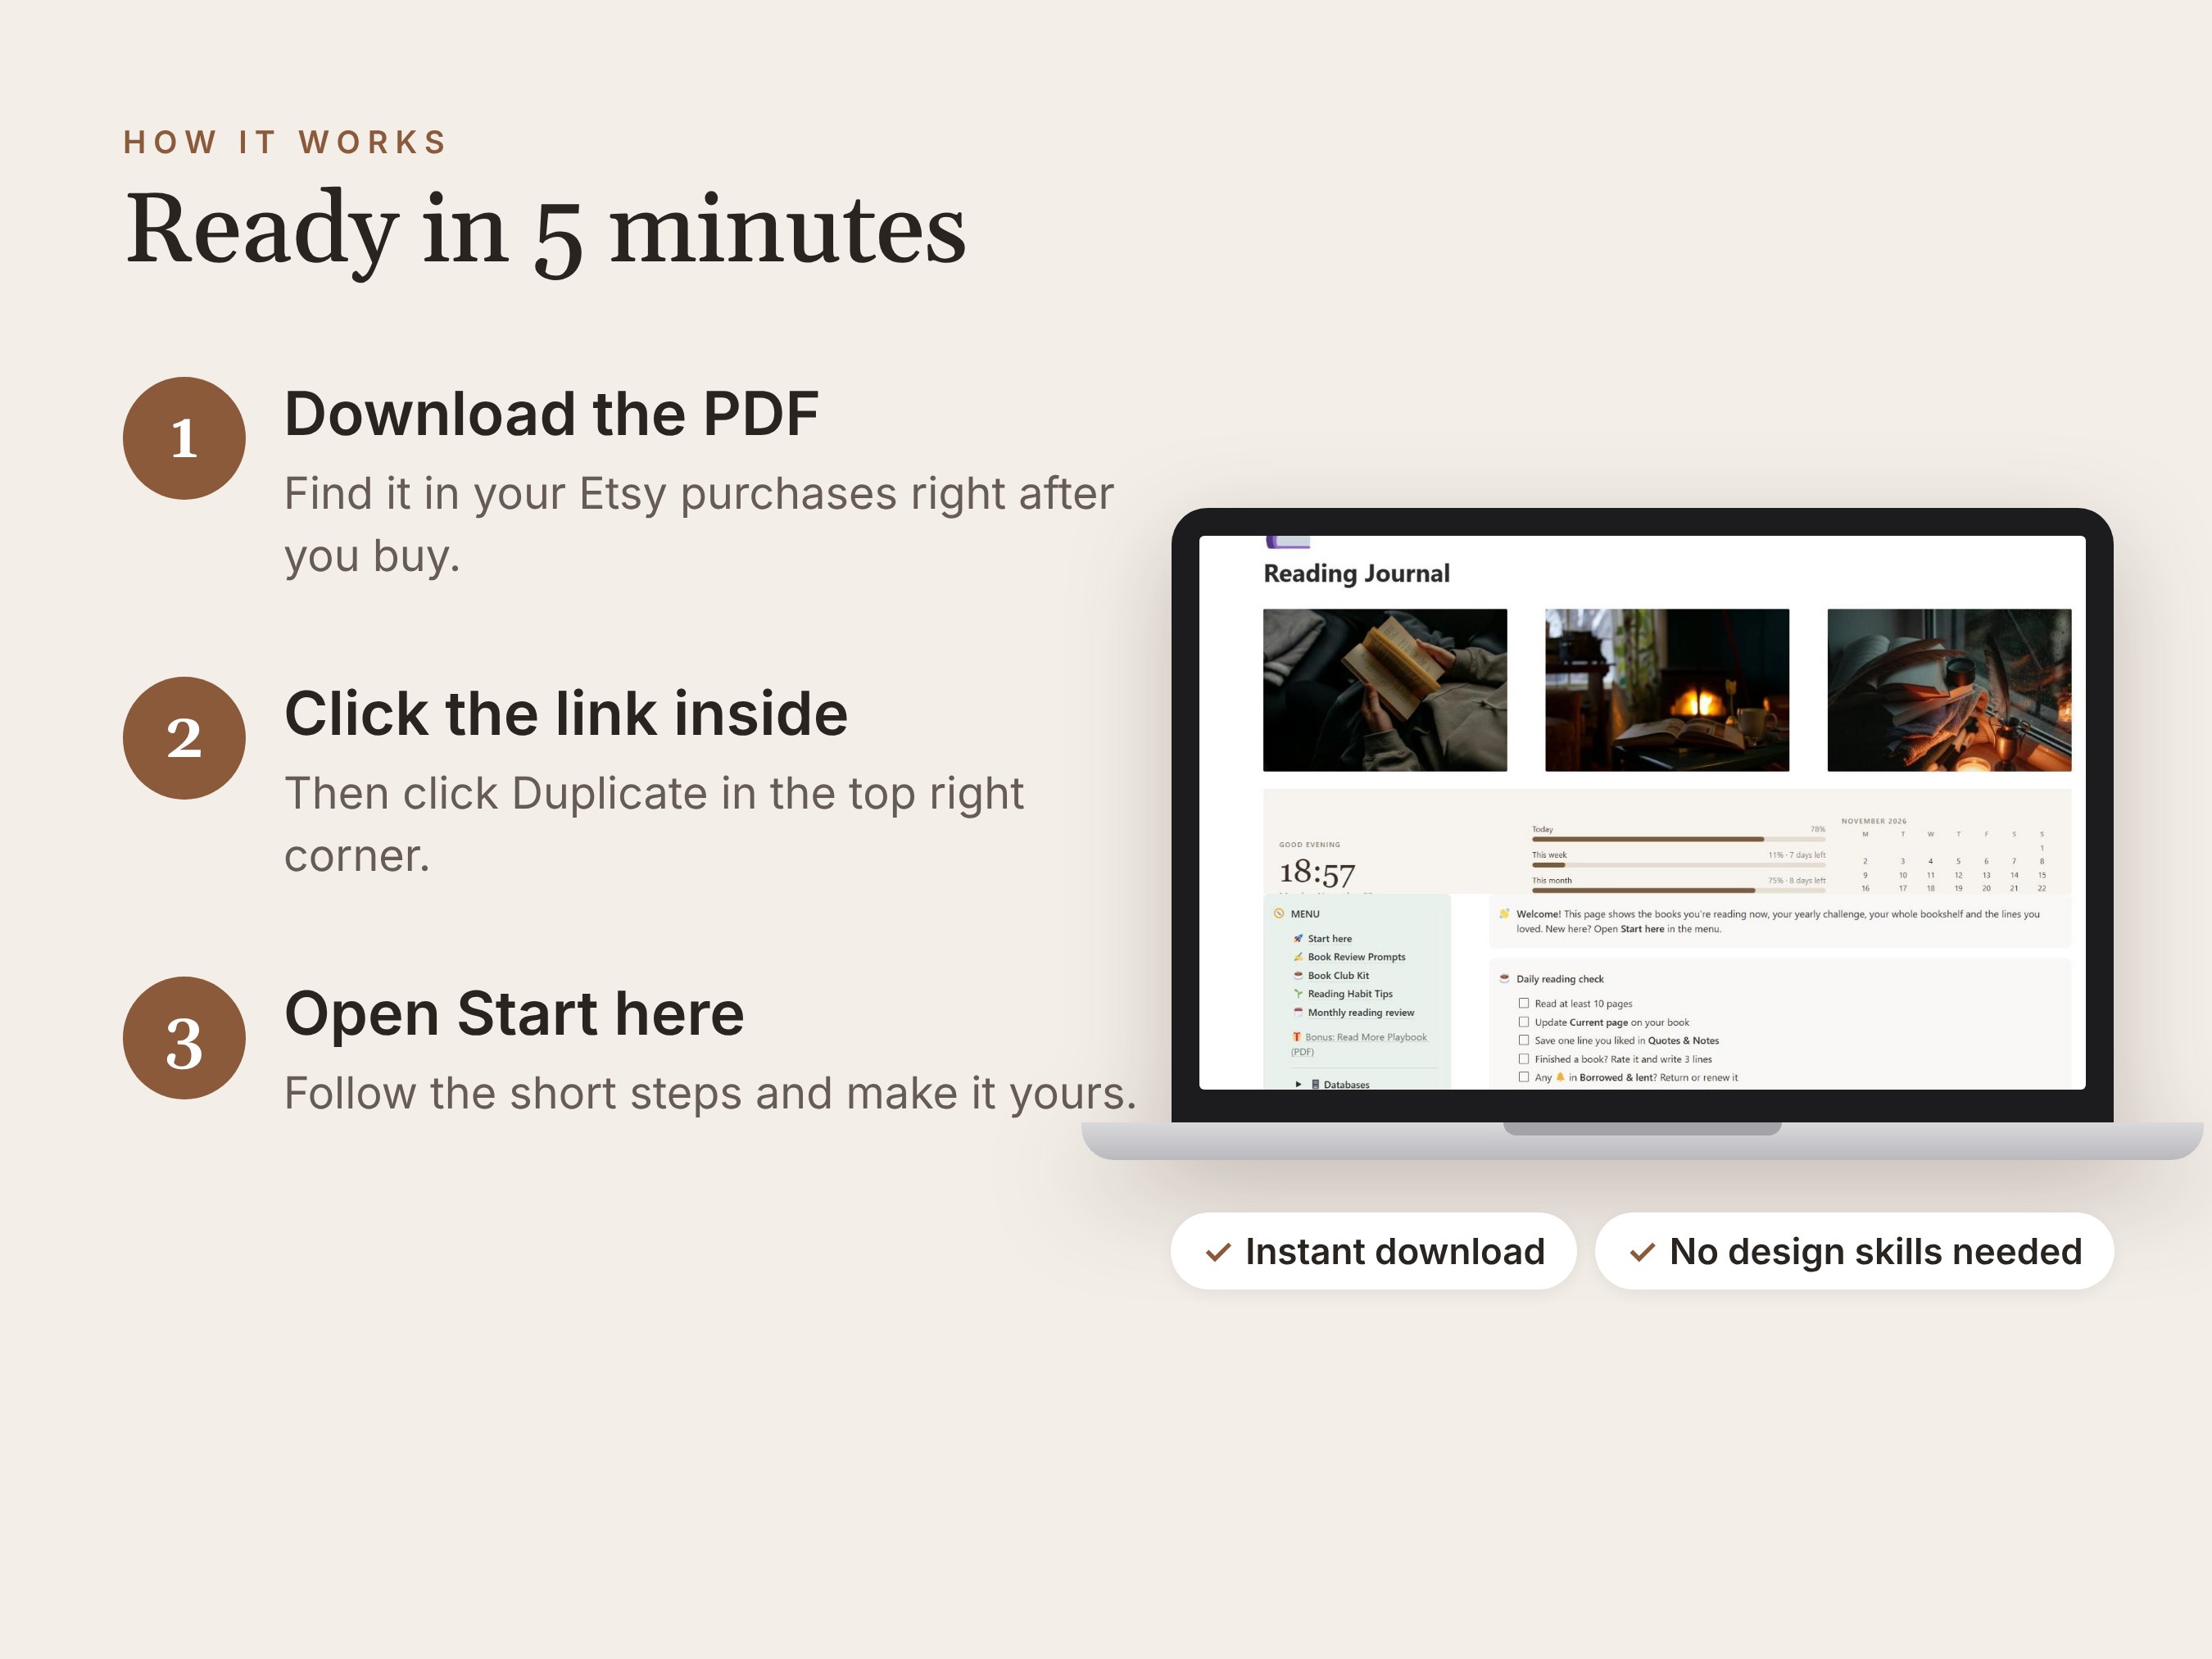 HOW IT WORKS
Ready in 5 minutes
1
Download the PDF
Find it in your Etsy purchases right after
you buy.
2
Click the link inside
Then click Duplicate in the top right
corner.
3
Open Start here
Follow the short steps and make it yours.
Reading Journal
GOOD EVENING
18:57
Today 78%
This week 11% · 7 days left
This month 75% · 8 days left
NOVEMBER 2026
M T W T F S S
1
2 3 4 5 6 7 8
9 10 11 12 13 14 15
16 17 18 19 20 21 22
MENU
Start here
Book Review Prompts
Book Club Kit
Reading Habit Tips
Monthly reading review
Bonus: Read More Playbook
(PDF)
Databases
Welcome! This page shows the books you're reading now, your yearly challenge, your whole bookshelf and the lines you
loved. New here? Open Start here in the menu.
Daily reading check
Read at least 10 pages
Update Current page on your book
Save one line you liked in Quotes & Notes
Finished a book? Rate it and write 3 lines
Any 🔔 in Borrowed & lent? Return or renew it
Instant download
No design skills needed